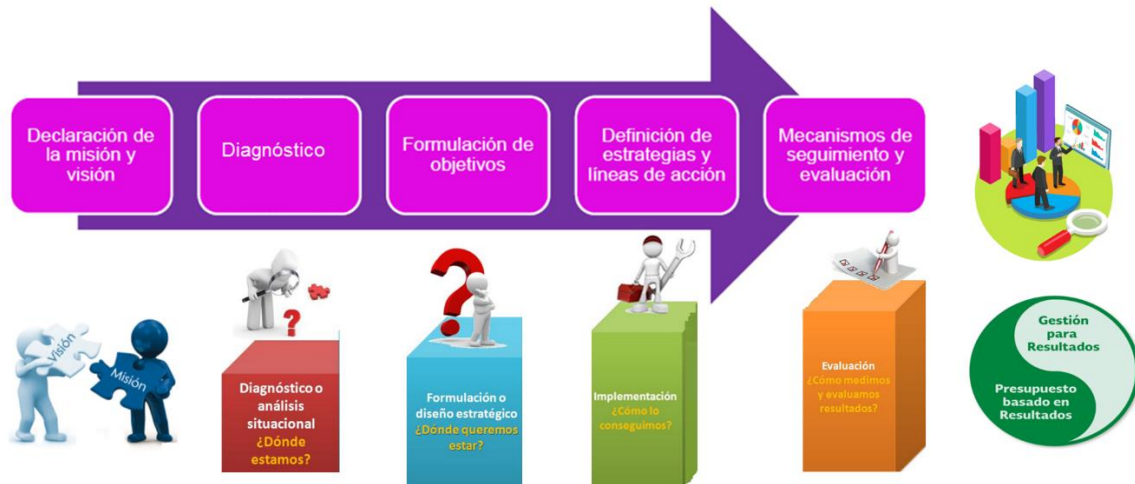 Declaración de
la misión y
visión
Diagnóstico
Formulación de
objetivos
Definición de
estrategias y
líneas de acción
Mecanismos de
seguimiento y
evaluación
Visión
Misión
Diagnóstico o
análisis
situacional
¿Dónde
estamos?
Formulación o
diseño estratégico
¿Dónde queremos
estar?
Implementación
¿Cómo lo
conseguimos?
Evaluación
¿Cómo medimos
y evaluamos
resultados?
Gestión
para
Resultados
Presupuesto
basado en
Resultados